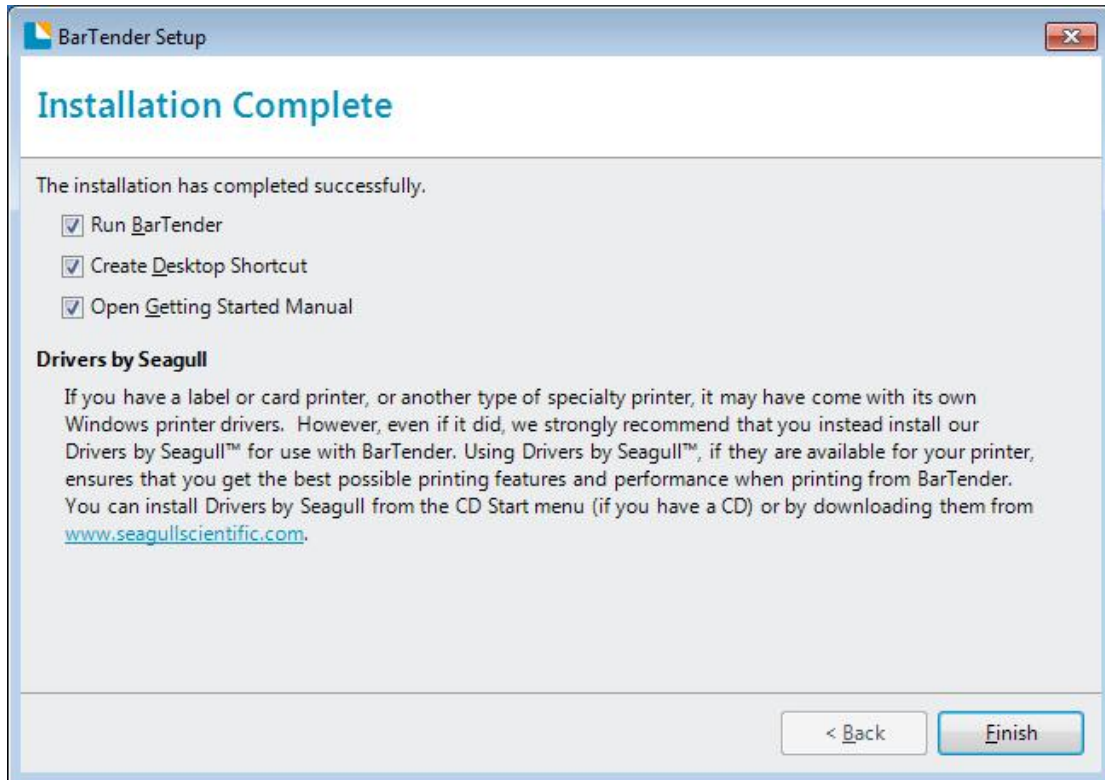 BarTender Setup
Installation Complete
The installation has completed successfully.
Run BarTender
Create Desktop Shortcut
Open Getting Started Manual
Drivers by Seagull
If you have a label or card printer, or another type of specialty printer, it may have come with its own
Windows printer drivers.  However, even if it did, we strongly recommend that you instead install our
Drivers by Seagull™ for use with BarTender. Using Drivers by Seagull™, if they are available for your printer,
ensures that you get the best possible printing features and performance when printing from BarTender.
You can install Drivers by Seagull from the CD Start menu (if you have a CD) or by downloading them from
www.seagullscientific.com.
< Back Finish